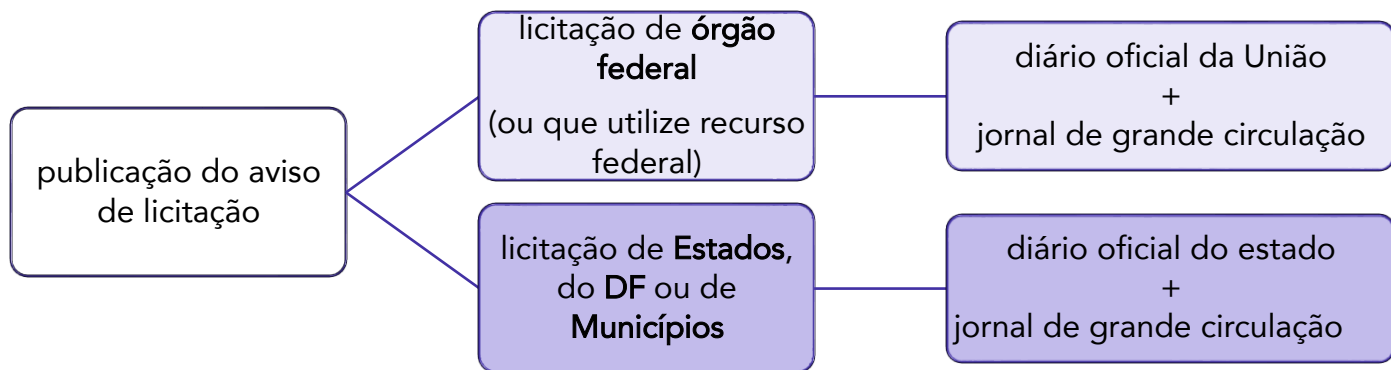 publicação do aviso
de licitação
licitação de órgão
federal
(ou que utilize recurso
federal)
diário oficial da União
+
jornal de grande circulação
licitação de Estados,
do DF ou de
Municípios
diário oficial do estado
+
jornal de grande circulação